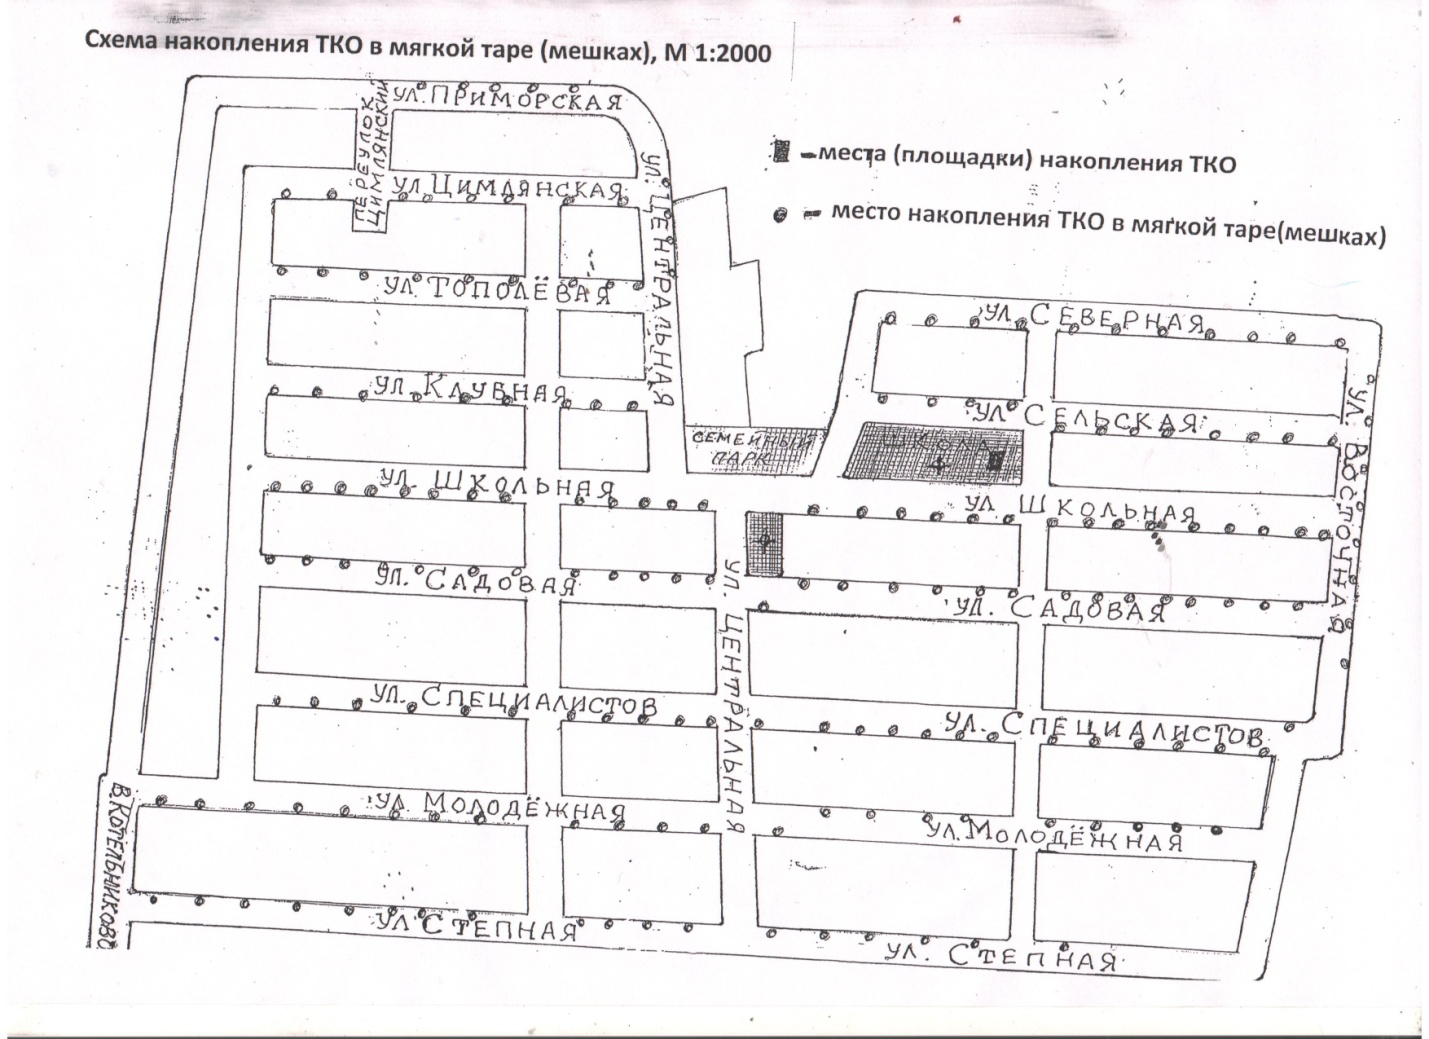 Схема накопления ТКО в мягкой таре (мешках), М 1:2000
ул. Приморская
переулок Цимлянский
- места (площадки) накопления ТКО
ул. Цимлянская
- место накопления ТКО в мягкой таре(мешках)
ул. Центральная
ул. Тополёвая
ул. Северная
ул. Клубная
ул. Сельская
ул. Восточная
семейный парк
школа
ул. Школьная
ул. Школьная
ул. Садовая
ул. Садовая
ул. Центральная
ул. Специалистов
ул. Специалистов
ул. Молодёжная
ул. Молодёжная
В. Котельниково
ул Степная
ул. Степная